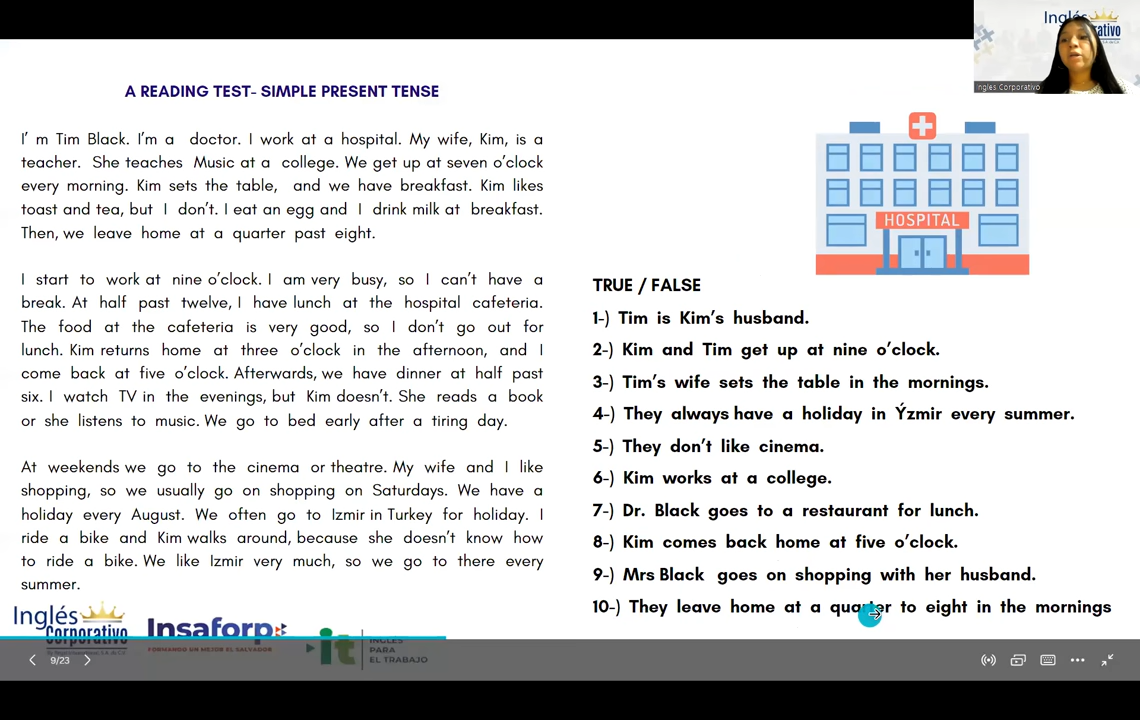 A READING TEST- SIMPLE PRESENT TENSE
I' m Tim Black. I'm a doctor. I work at a hospital. My wife, Kim, is a
teacher. She teaches Music at a college. We get up at seven o'clock
every morning. Kim sets the table, and we have breakfast. Kim likes
toast and tea, but I don't. I eat an egg and I drink milk at breakfast.
Then, we leave home at a quarter past eight.
I start to work at nine o'clock. I am very busy, so I can't have a
break. At half past twelve, I have lunch at the hospital cafeteria.
The food at the cafeteria is very good, so I don't go out for
lunch. Kim returns home at three o'clock in the afternoon, and I
come back at five o'clock. Afterwards, we have dinner at half past
six. I watch TV in the evenings, but Kim doesn't. She reads a book
or she listens to music. We go to bed early after a tiring day.
At weekends we go to the cinema or theatre. My wife and I like
shopping, so we usually go on shopping on Saturdays. We have a
holiday every August. We often go to Izmir in Turkey for holiday. I
ride a bike and Kim walks around, because she doesn't know how
to ride a bike. We like Izmir very much, so we go to there every
summer.
HOSPITAL
TRUE / FALSE
1-) Tim is Kim's husband.
2-) Kim and Tim get up at nine o'clock.
3-) Tim's wife sets the table in the mornings.
4-) They always have a holiday in Ýzmir every summer.
5-) They don't like cinema.
6-) Kim works at a college.
7-) Dr. Black goes to a restaurant for lunch.
8-) Kim comes back home at five o'clock.
9-) Mrs Black goes on shopping with her husband.
10-) They leave home at a quarter to eight in the mornings
Inglés
Corporativo
Insaforp
FORMANDO UN MEJOR EL SALVADOR
it
INGLÉS
PARA
EL TRABAJO
9/23
Ingles Corporativo